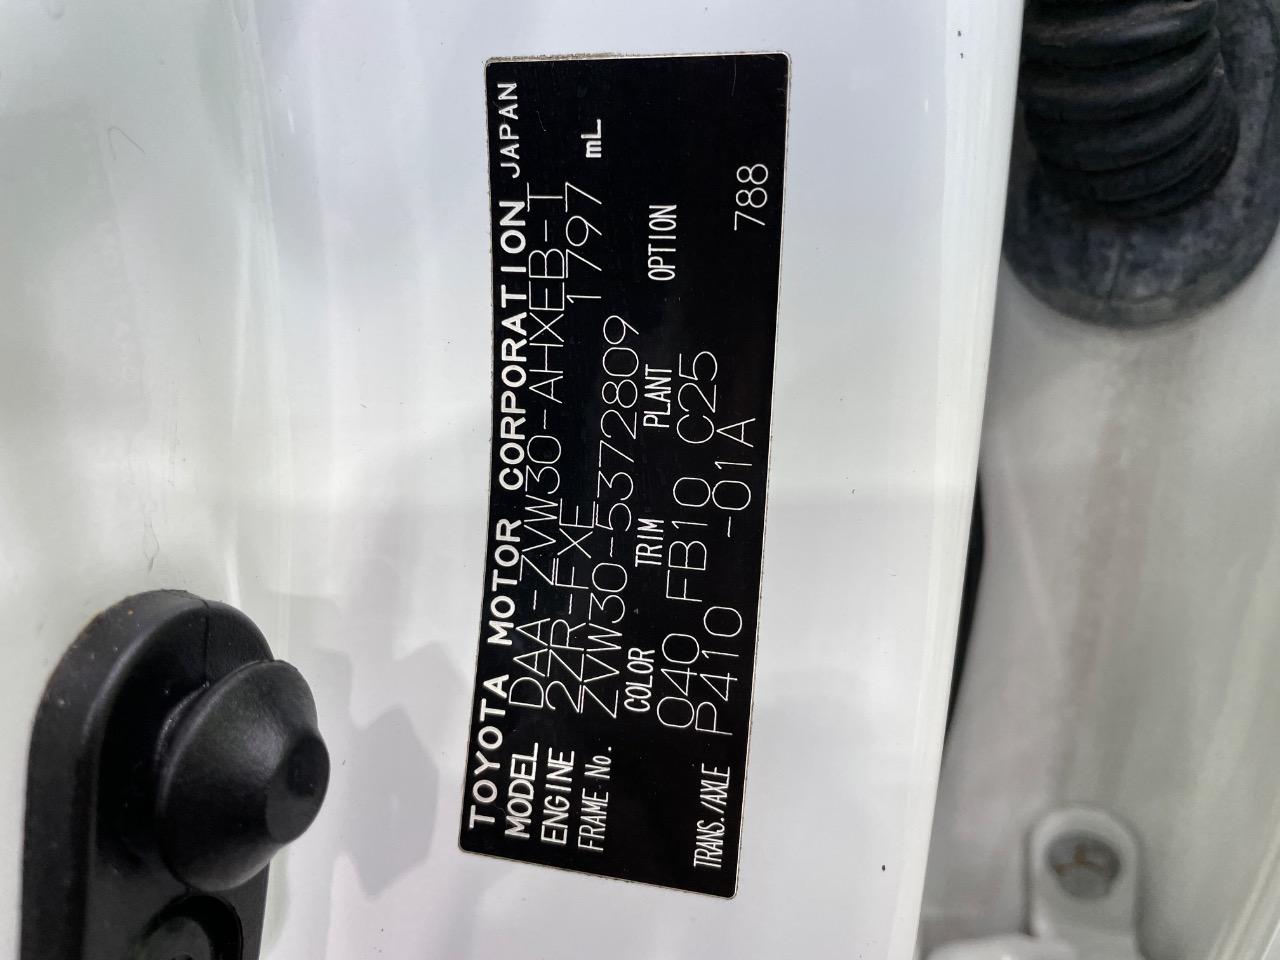 TOYOTA MOTOR CORPORATION JAPAN
MODEL DAA-ZVW30-AHXEB-T
ENGINE 2ZR-FXE 1797 mL
FRAME No. ZVW30-5372809
COLOR TRIM PLANT OPTION
040 FB10 C25
TRANS./AXLE P410 -01A 788